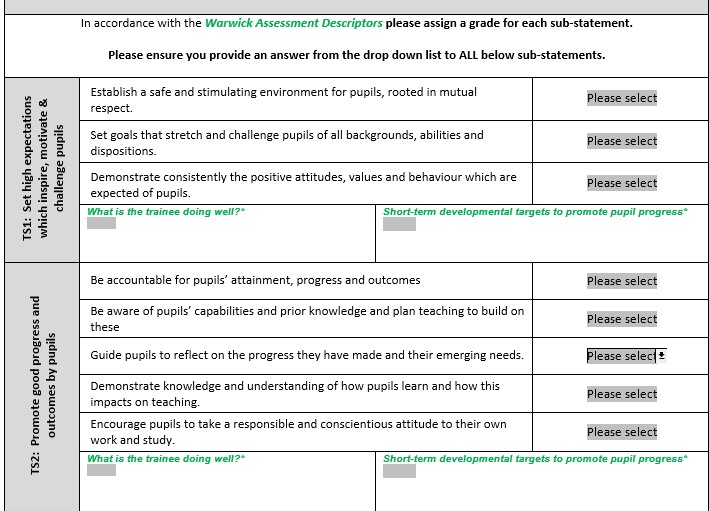 In accordance with the Warwick Assessment Descriptors please assign a grade for each sub-statement.
Please ensure you provide an answer from the drop down list to ALL below sub-statements.
TS1: Set high expectations
which inspire, motivate &
challenge pupils
Establish a safe and stimulating environment for pupils, rooted in mutual
respect.
Please select
Set goals that stretch and challenge pupils of all backgrounds, abilities and
dispositions.
Please select
Demonstrate consistently the positive attitudes, values and behaviour which are
expected of pupils.
Please select
What is the trainee doing well?*
Short-term developmental targets to promote pupil progress*
TS2: Promote good progress and
outcomes by pupils
Be accountable for pupils' attainment, progress and outcomes
Please select
Be aware of pupils' capabilities and prior knowledge and plan teaching to build on
these
Please select
Guide pupils to reflect on the progress they have made and their emerging needs.
Please select
Demonstrate knowledge and understanding of how pupils learn and how this
impacts on teaching.
Please select
Encourage pupils to take a responsible and conscientious attitude to their own
work and study.
Please select
What is the trainee doing well?*
Short-term developmental targets to promote pupil progress*